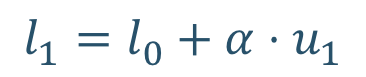 l₁ = l₀ + α · u₁